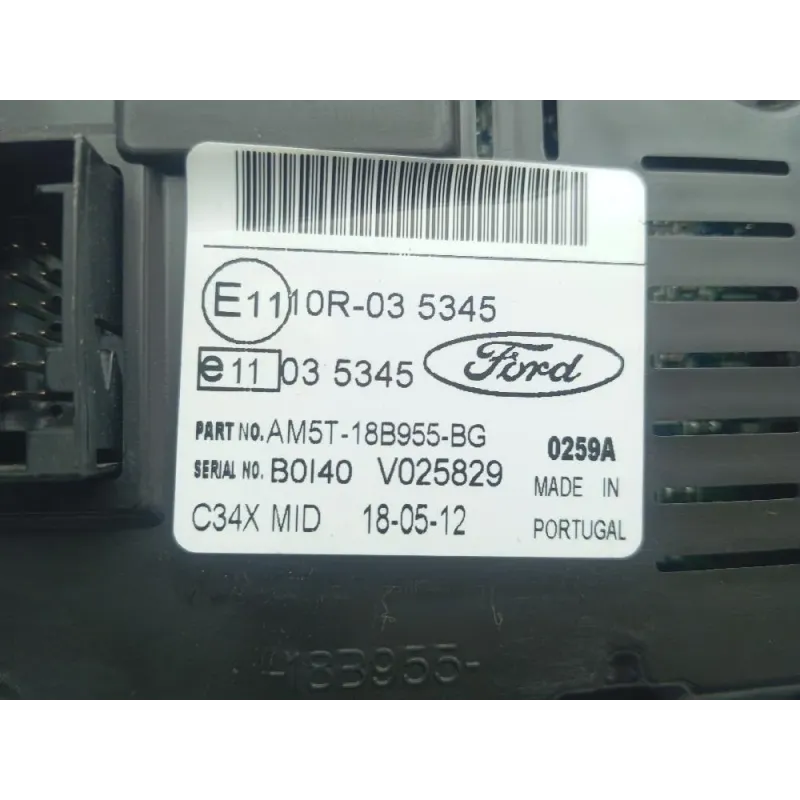 E11 10R-03 5345
e11 03 5345
Ford
PART NO. AM5T-18B955-BG
0259A
SERIAL NO. B0I40 V025829
MADE IN
C34X MID 18-05-12
PORTUGAL
-18B955-